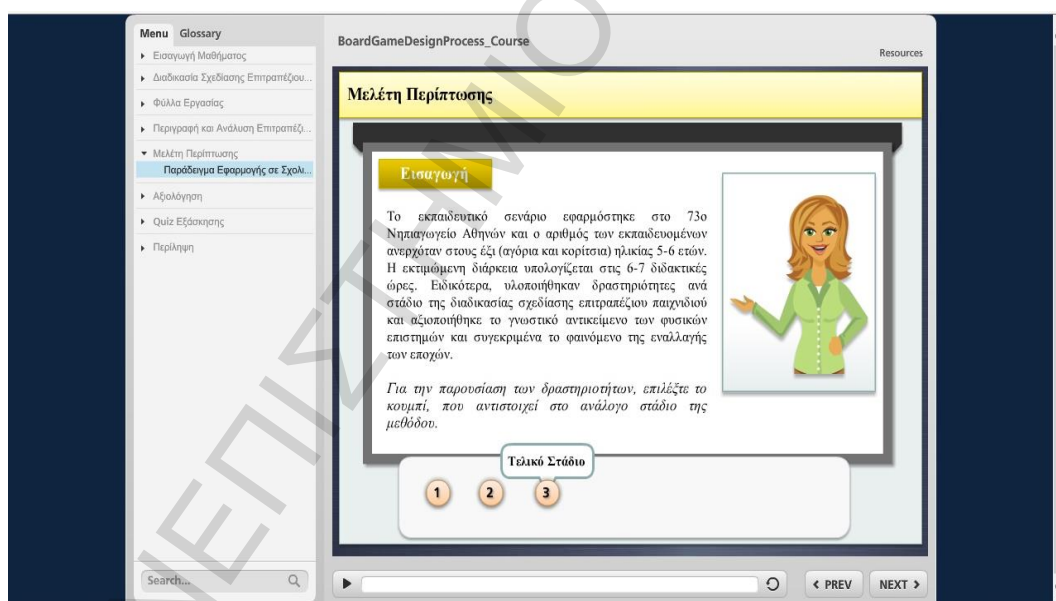 Menu Glossary
Εισαγωγή Μαθήματος
Διαδικασία Σχεδίασης Επιτραπέζιου...
Φύλλα Εργασίας
Περιγραφή και Ανάλυση Επιτραπέζι...
Μελέτη Περίπτωσης
Παράδειγμα Εφαρμογής σε Σχολι...
Αξιολόγηση
Quiz Εξάσκησης
Περίληψη
Search...
BoardGameDesignProcess_Course
Resources
Μελέτη Περίπτωσης
Εισαγωγή
Το εκπαιδευτικό σενάριο εφαρμόστηκε στο 73ο
Νηπιαγωγείο Αθηνών και ο αριθμός των εκπαιδευομένων
ανερχόταν στους έξι (αγόρια και κορίτσια) ηλικίας 5-6 ετών.
Η εκτιμώμενη διάρκεια υπολογίζεται στις 6-7 διδακτικές
ώρες. Ειδικότερα, υλοποιήθηκαν δραστηριότητες ανά
στάδιο της διαδικασίας σχεδίασης επιτραπέζιου παιχνιδιού
και αξιοποιήθηκε το γνωστικό αντικείμενο των φυσικών
επιστημών και συγεκριμένα το φαινόμενο της εναλλαγής
των εποχών.
Για την παρουσίαση των δραστηριοτήτων, επιλέξτε το
κουμπί, που αντιστοιχεί στο ανάλογο στάδιο της
μεθόδου.
Τελικό Στάδιο
1 2 3
PREV NEXT
ΝΕΠΙΣΤΗΜΙΟ